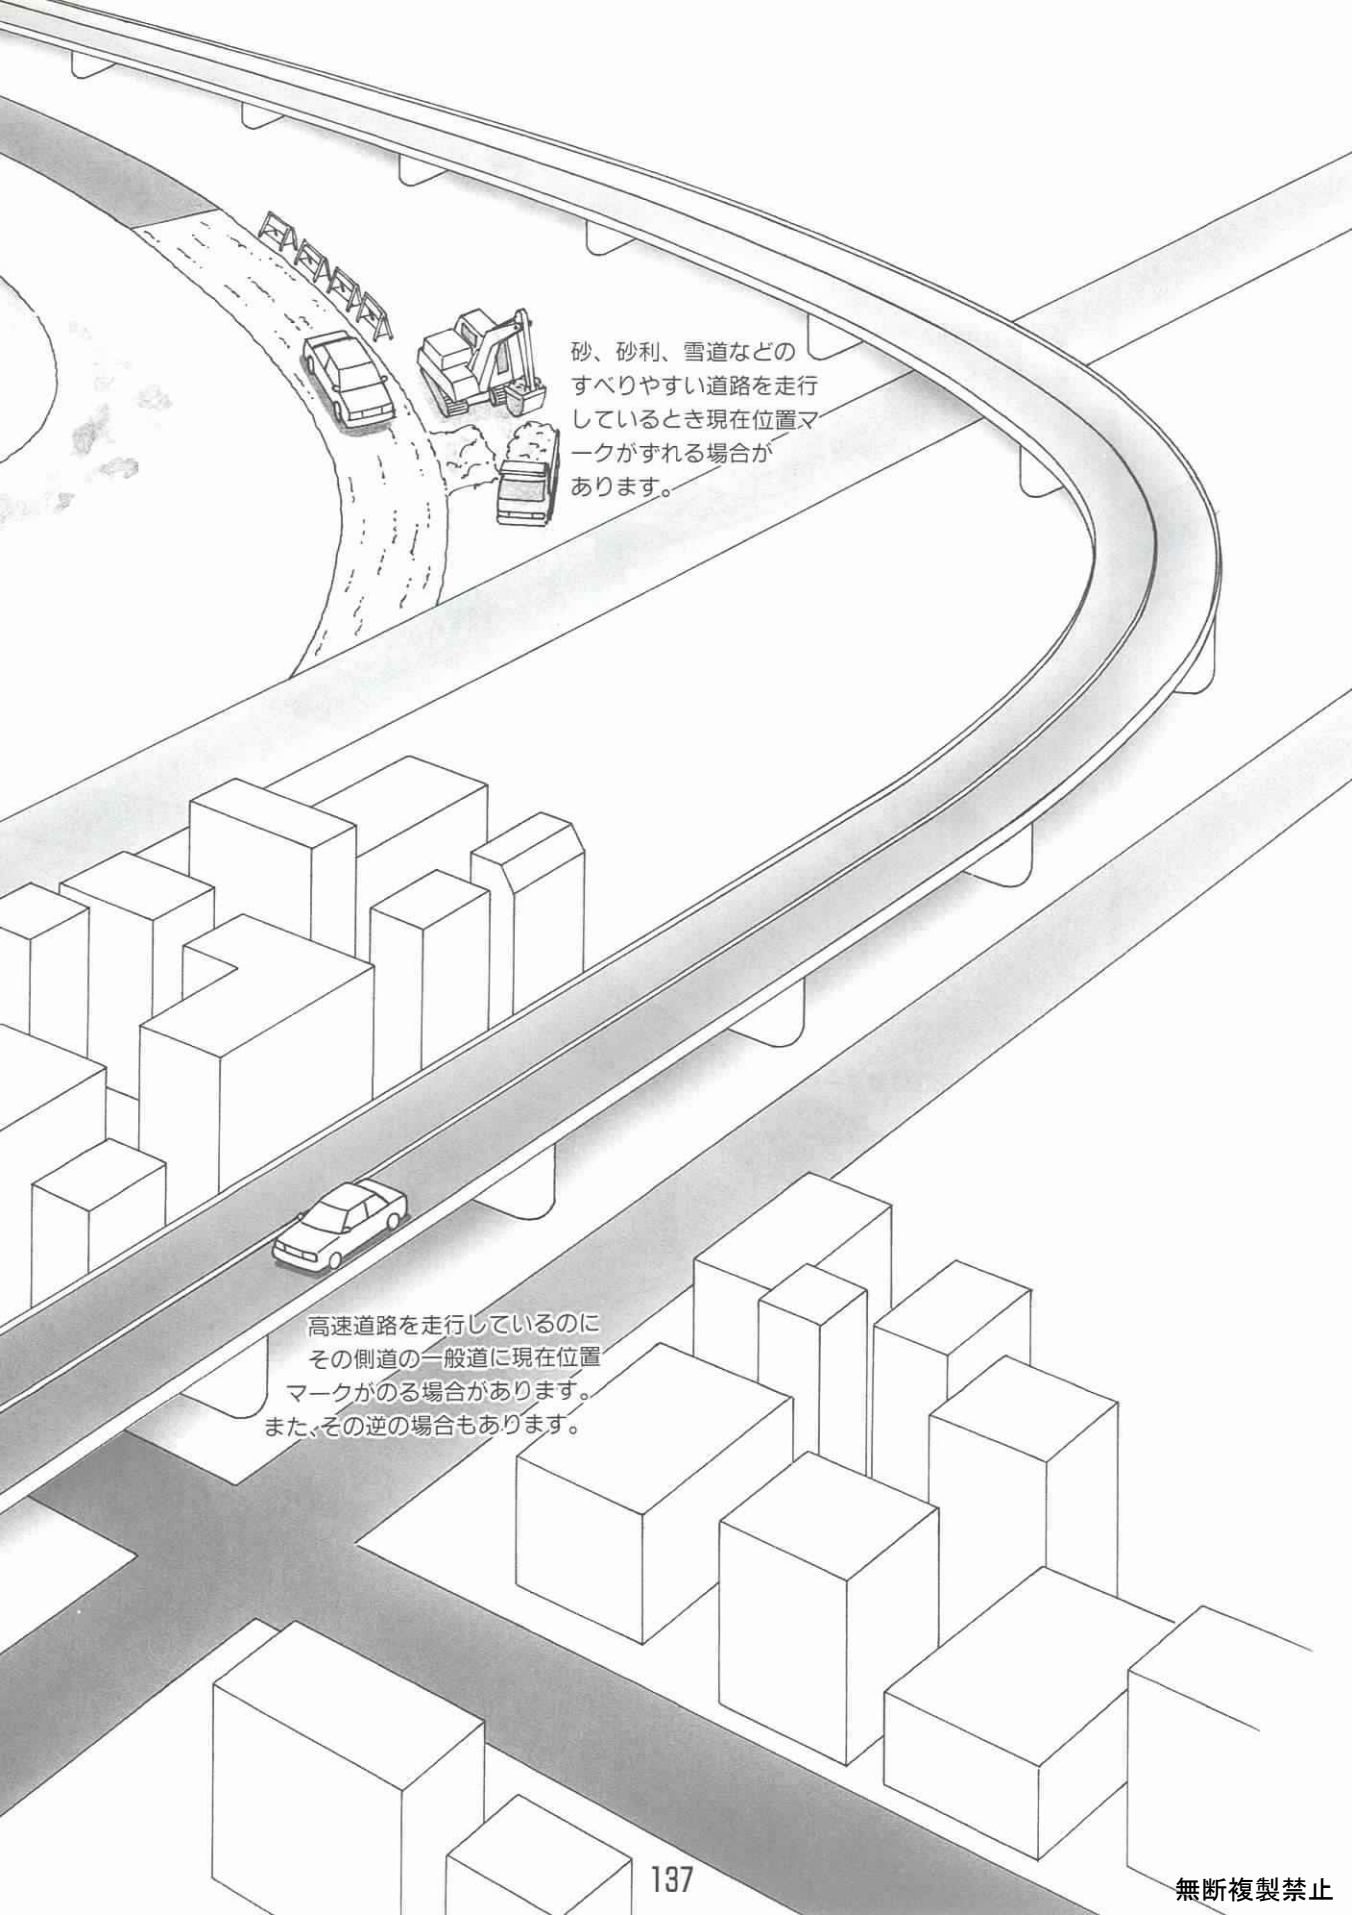 砂、砂利、雪道などの
すべりやすい道路を走行
しているとき現在位置マ
ークがずれる場合が
あります。
高速道路を走行しているのに
その側道の一般道に現在位置
マークがのる場合があります。
また、その逆の場合もあります。
137
無断複製禁止